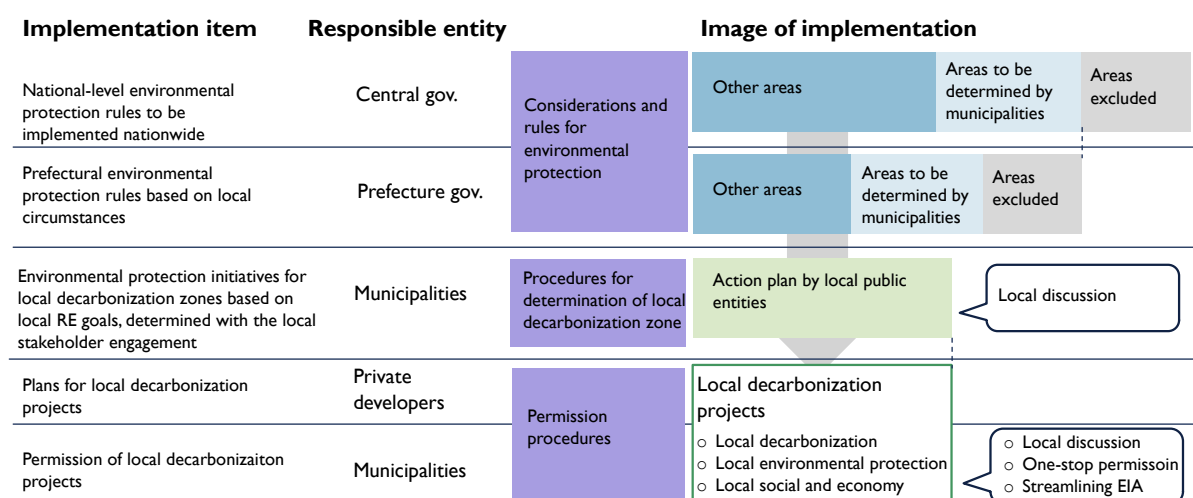 Implementation item
Responsible entity
Image of implementation
National-level environmental
protection rules to be
implemented nationwide
Central gov.
Considerations and
rules for
environmental
protection
Other areas
Areas to be
determined by
municipalities
Areas
excluded
Prefectural environmental
protection rules based on local
circumstances
Prefecture gov.
Other areas
Areas to be
determined by
municipalities
Areas
excluded
Environmental protection initiatives for
local decarbonization zones based on
local RE goals, determined with the local
stakeholder engagement
Municipalities
Procedures for
determination of local
decarbonization zone
Action plan by local public
entities
Local discussion
Plans for local decarbonization
projects
Private
developers
Permission
procedures
Local decarbonization
projects
○ Local decarbonization
○ Local environmental protection
○ Local social and economy
Permission of local decarbonizaiton
projects
Municipalities
○ Local discussion
○ One-stop permissoin
○ Streamlining EIA